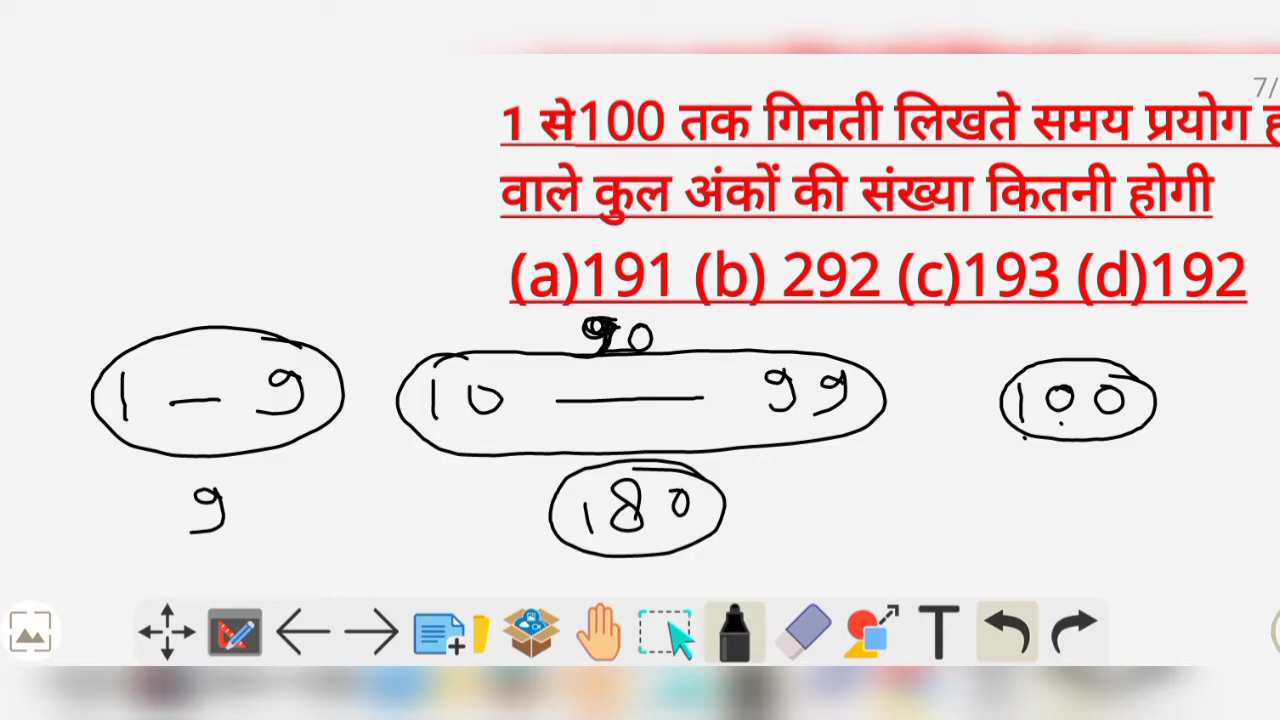 7/
1 से100 तक गिनती लिखते समय प्रयोग
वाले कुल अंकों की संख्या कितनी होगी
(a)191 (b) 292 (c)193 (d)192
90
1 — 9 10 — 99 100
9 180
T